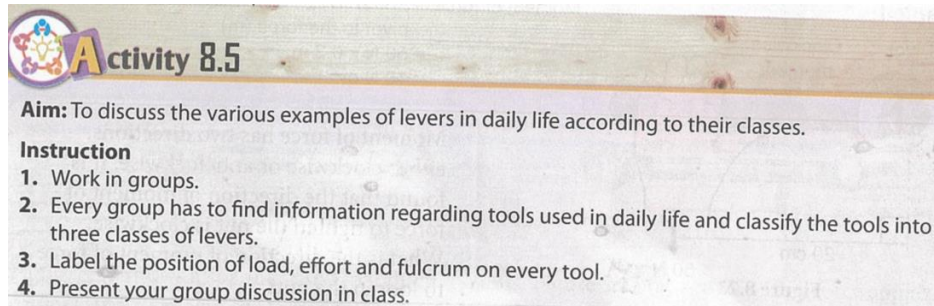 Activity 8.5
Aim: To discuss the various examples of levers in daily life according to their classes.
Instruction
1. Work in groups.
2. Every group has to find information regarding tools used in daily life and classify the tools into
three classes of levers.
3. Label the position of load, effort and fulcrum on every tool.
4. Present your group discussion in class.